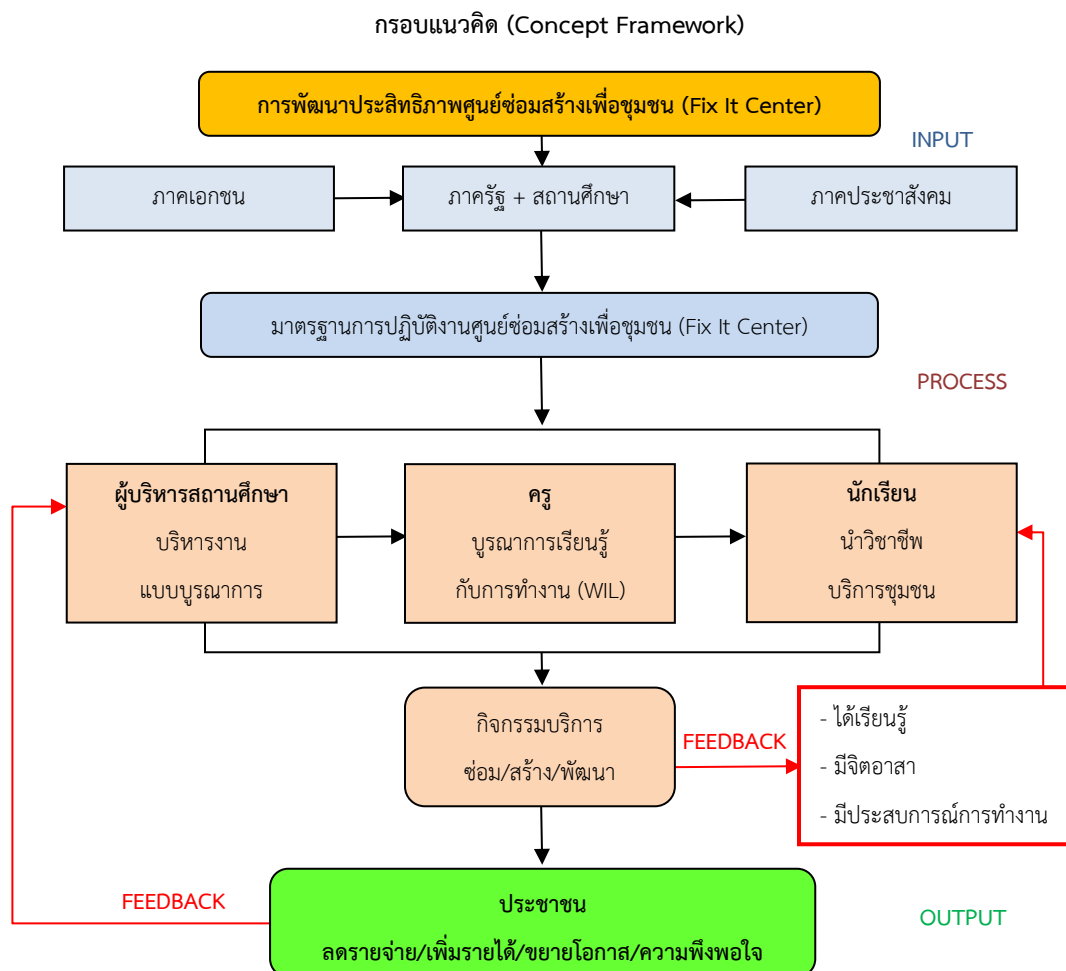 กรอบแนวคิด (Concept Framework)
การพัฒนาประสิทธิภาพศูนย์ซ่อมสร้างเพื่อชุมชน (Fix It Center)
INPUT
ภาคเอกชน
ภาครัฐ + สถานศึกษา
ภาคประชาสังคม
มาตรฐานการปฏิบัติงานศูนย์ซ่อมสร้างเพื่อชุมชน (Fix It Center)
PROCESS
ผู้บริหารสถานศึกษา
บริหารงาน
แบบบูรณาการ
ครู
บูรณาการเรียนรู้
กับการทำงาน (WIL)
นักเรียน
นำวิชาชีพ
บริการชุมชน
กิจกรรมบริการ
ซ่อม/สร้าง/พัฒนา
FEEDBACK
- ได้เรียนรู้
- มีจิตอาสา
- มีประสบการณ์การทำงาน
FEEDBACK
ประชาชน
ลดรายจ่าย/เพิ่มรายได้/ขยายโอกาส/ความพึงพอใจ
OUTPUT